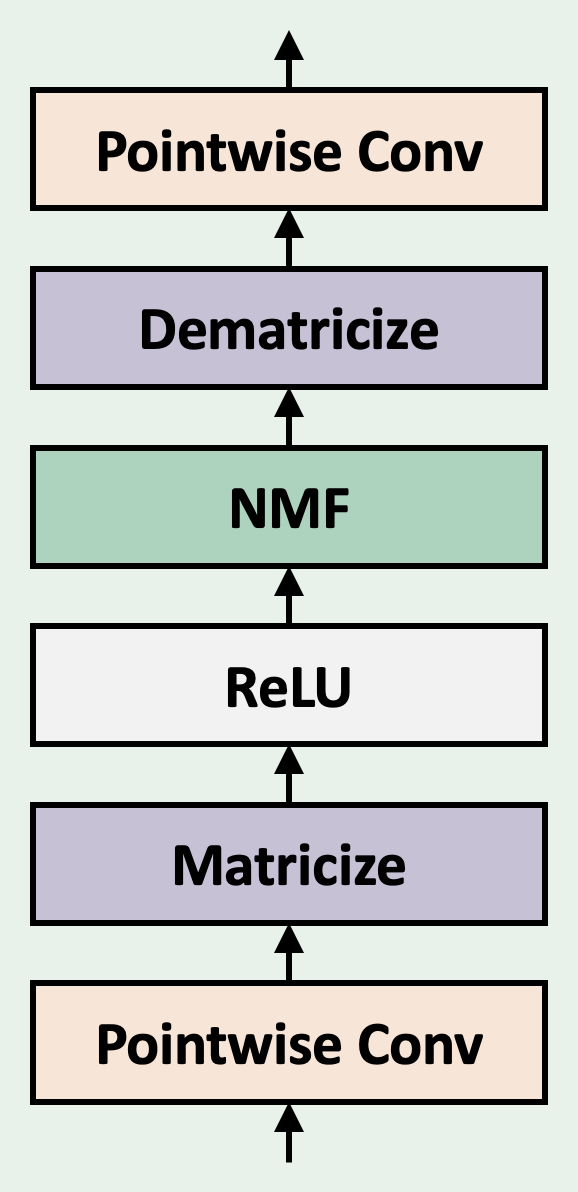 Pointwise Conv
Dematricize
NMF
ReLU
Matricize
Pointwise Conv